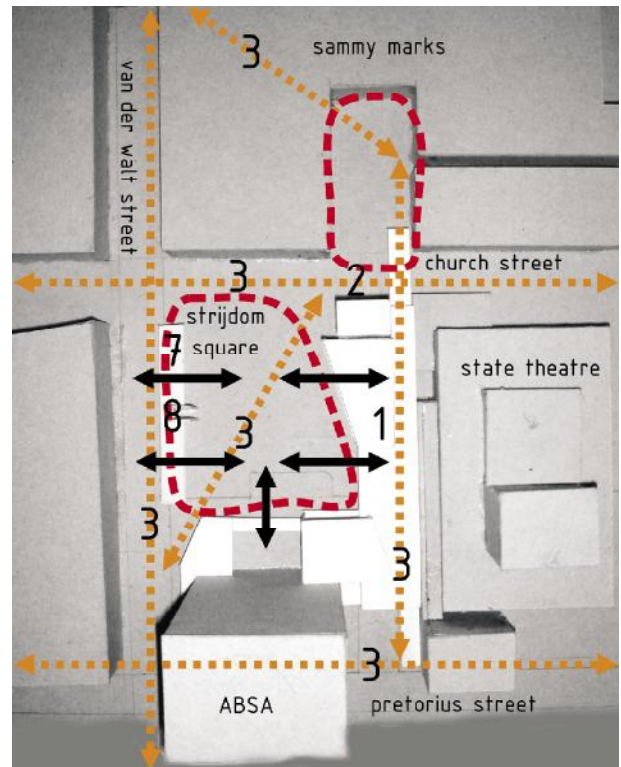 sammy marks
3
van der walt street
church street
3
2
strijdom
square
7
state theatre
8
1
3
3
3
3
ABSA
pretorius street